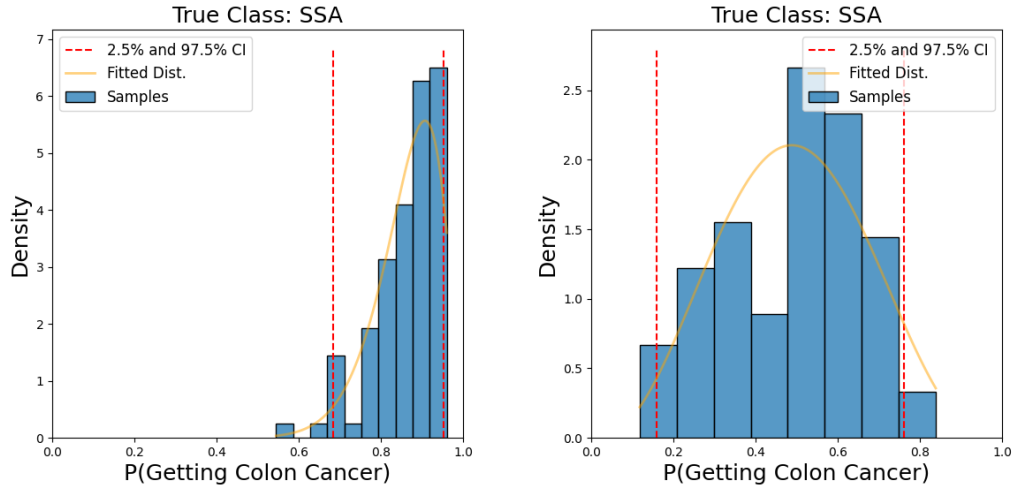 True Class: SSA
7
6
5
4
3
2
1
0
Density
2.5% and 97.5% CI
Fitted Dist.
Samples
0.0 0.2 0.4 0.6 0.8 1.0
P(Getting Colon Cancer)
True Class: SSA
2.5
2.0
1.5
1.0
0.5
0.0
Density
2.5% and 97.5% CI
Fitted Dist.
Samples
0.0 0.2 0.4 0.6 0.8 1.0
P(Getting Colon Cancer)